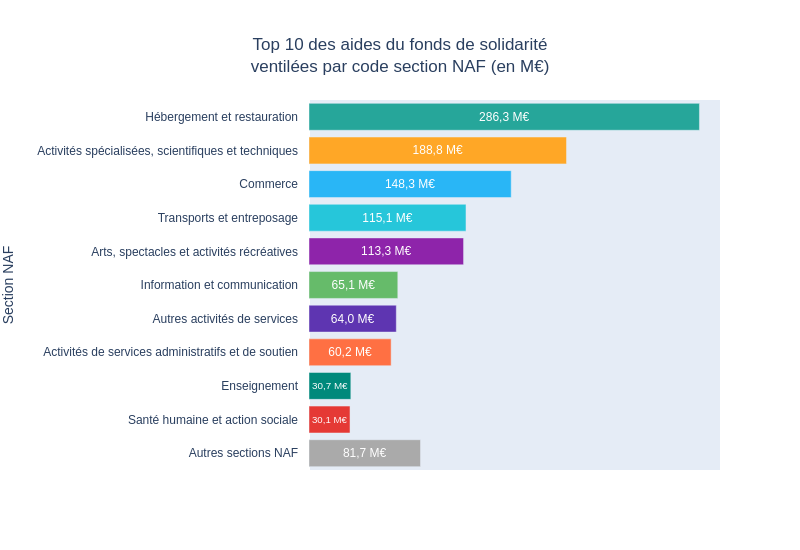 Top 10 des aides du fonds de solidarité
ventilées par code section NAF (en M€)
Section NAF
Hébergement et restauration 286,3 M€
Activités spécialisées, scientifiques et techniques 188,8 M€
Commerce 148,3 M€
Transports et entreposage 115,1 M€
Arts, spectacles et activités récréatives 113,3 M€
Information et communication 65,1 M€
Autres activités de services 64,0 M€
Activités de services administratifs et de soutien 60,2 M€
Enseignement 30,7 M€
Santé humaine et action sociale 30,1 M€
Autres sections NAF 81,7 M€